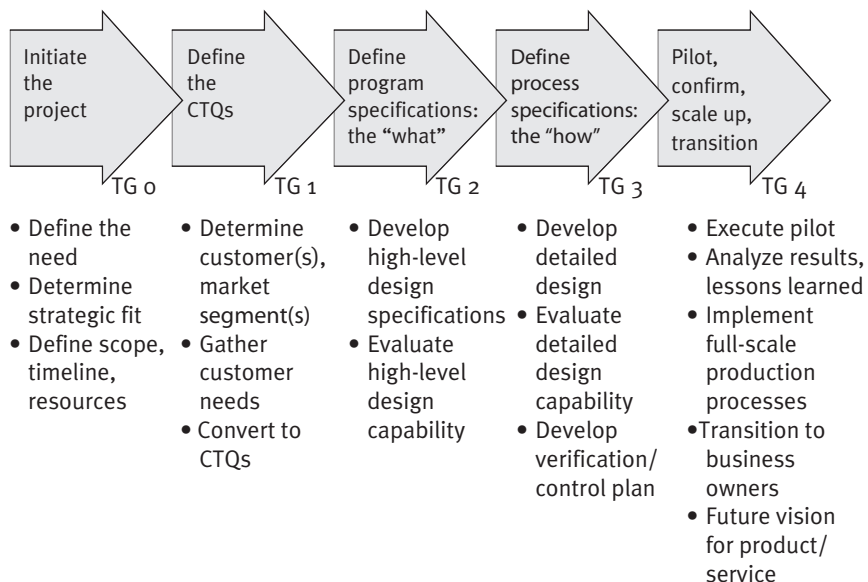 Initiate
the
project
Define
the
CTQs
Define
program
specifications:
the “what”
Define
process
specifications:
the “how”
Pilot,
confirm,
scale up,
transition
TG 0
TG 1
TG 2
TG 3
TG 4
• Define the
need
• Determine
strategic fit
• Define scope,
timeline,
resources
• Determine
customer(s),
market
segment(s)
• Gather
customer
needs
• Convert to
CTQs
• Develop
high-level
design
specifications
• Evaluate
high-level
design
capability
• Develop
detailed
design
• Evaluate
detailed
design
capability
• Develop
verification/
control plan
• Execute pilot
• Analyze results,
lessons learned
• Implement
full-scale
production
processes
•Transition to
business
owners
• Future vision
for product/
service